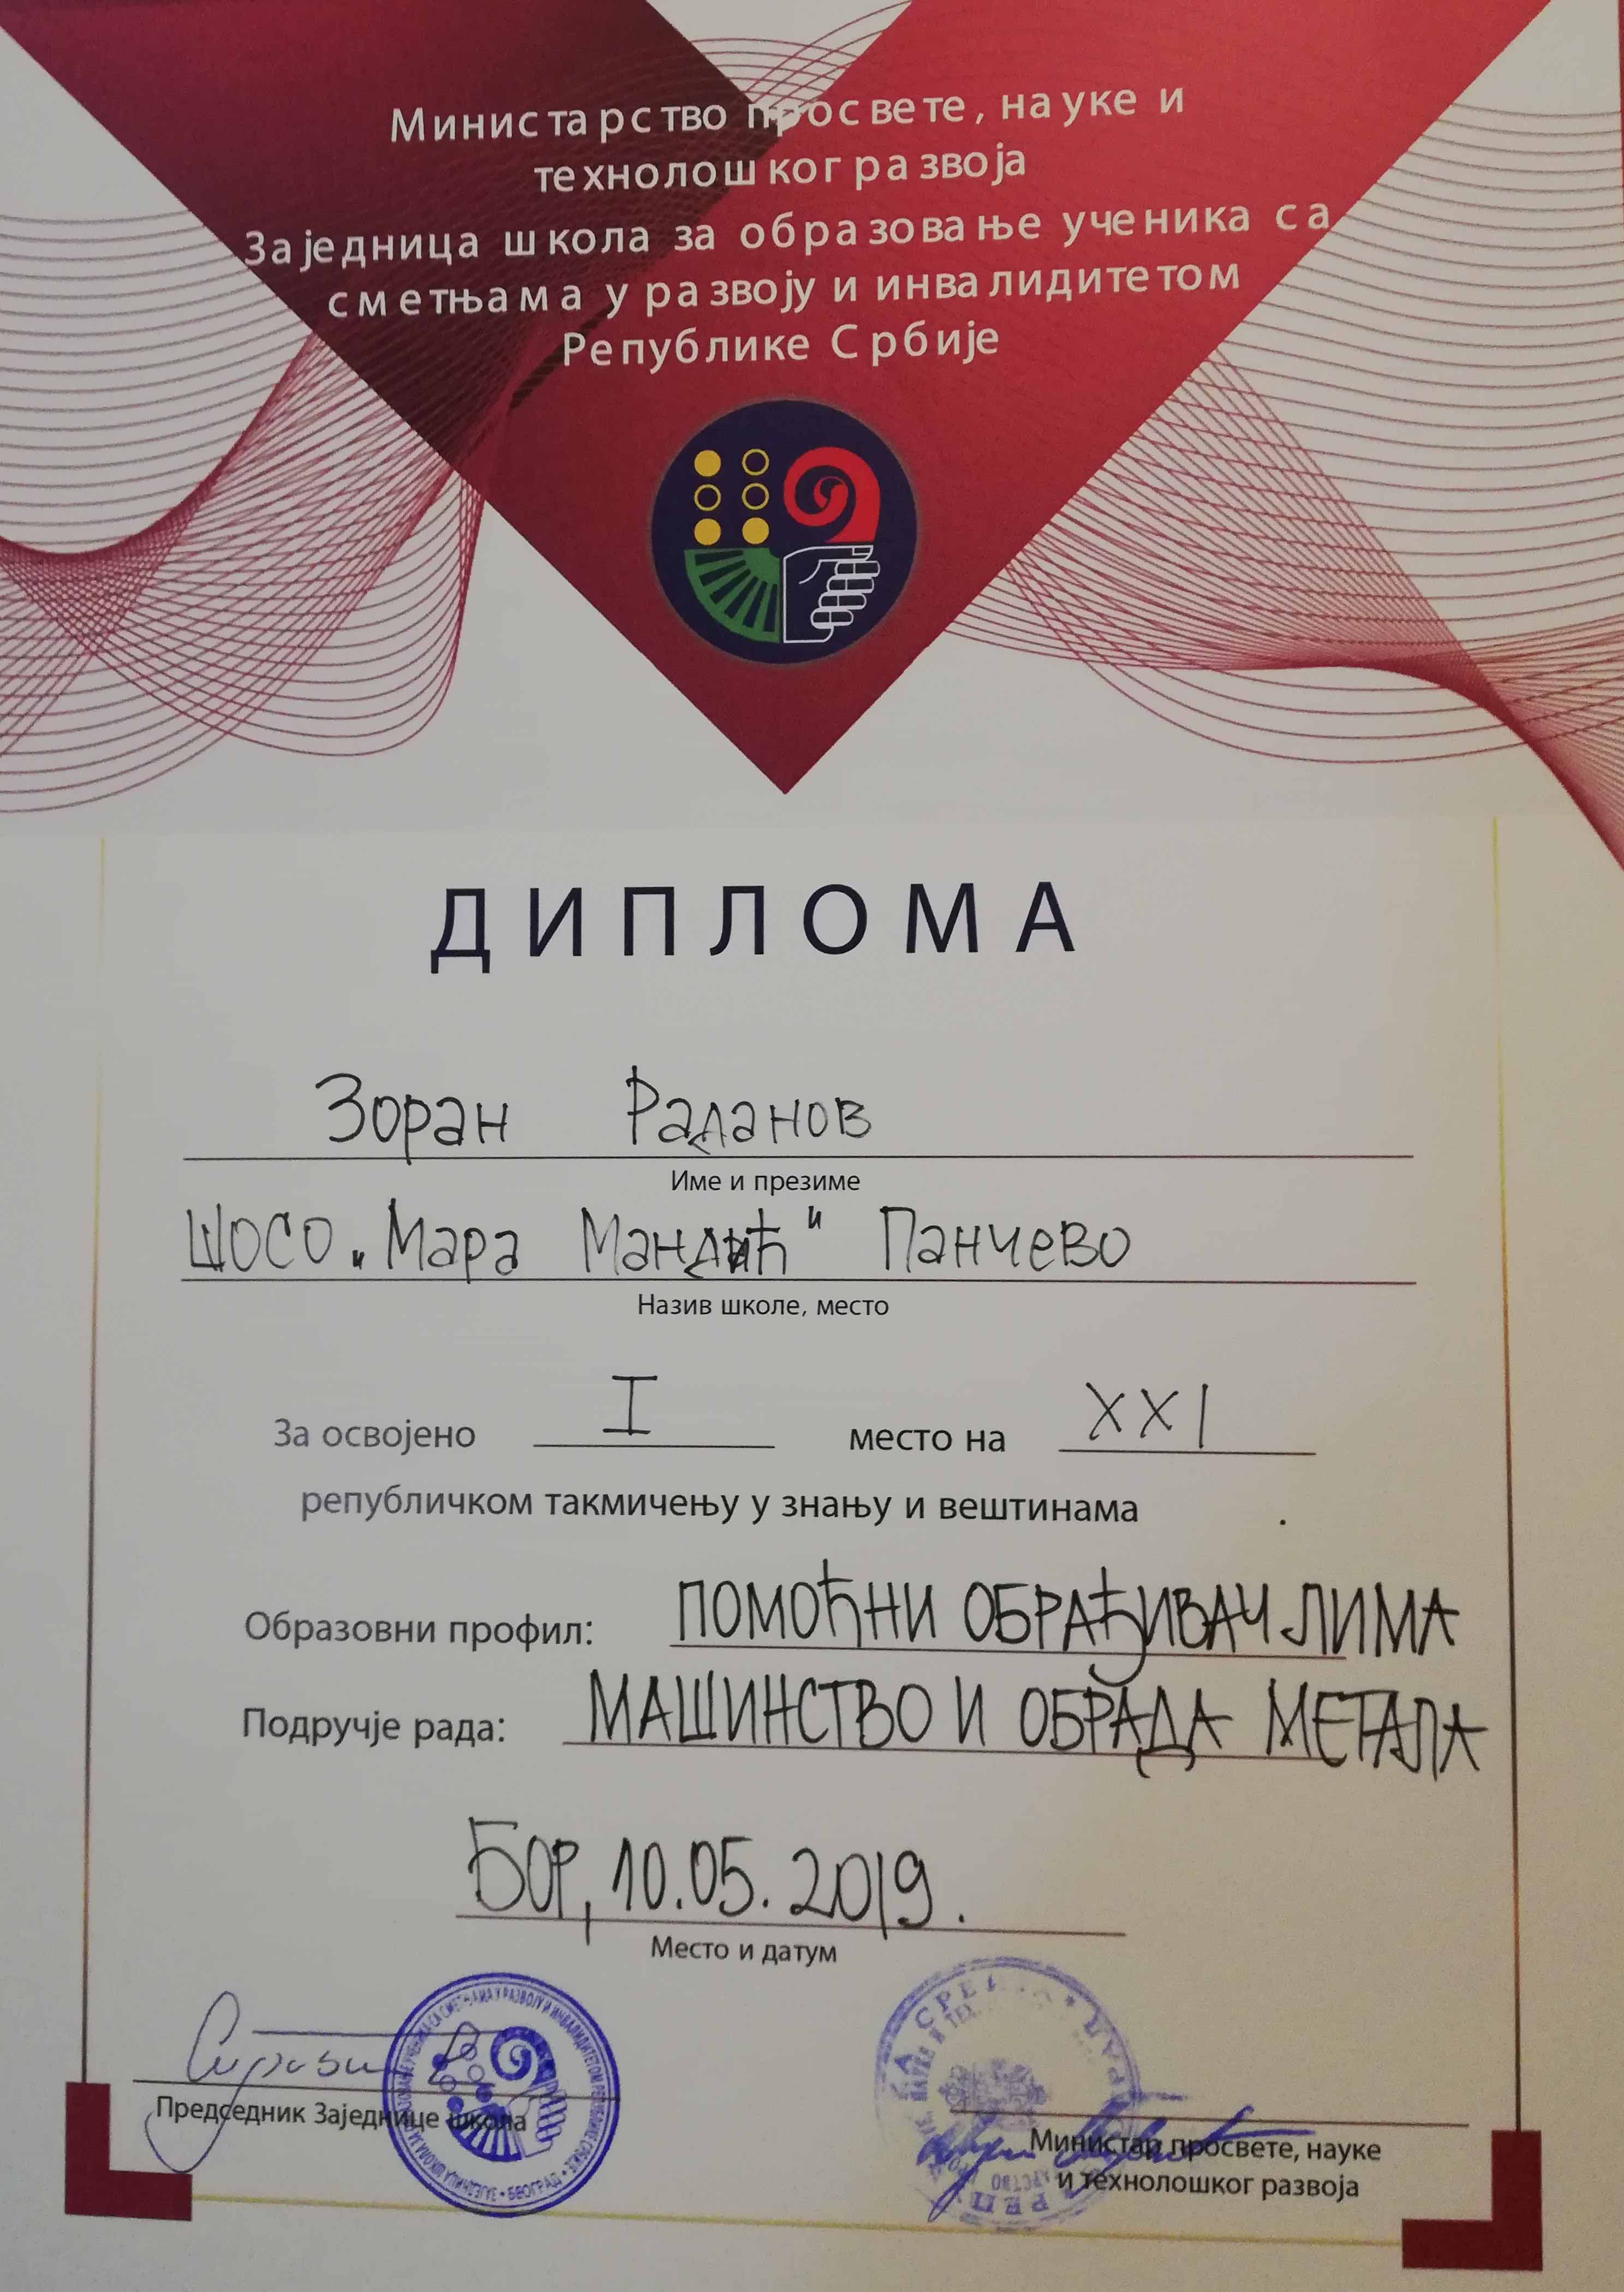 Министарство просвете, науке и
технолошког развоја
Заједница школа за образовање ученика са
сметњама у развоју и инвалидитетом
Републике Србије
ДИПЛОМА
Зоран Раданов
Име и презиме
ШОСО "Мара Мандић" Панчево
Назив школе, место
За освојено I место на XXI
републичком такмичењу у знању и вештинама .
Образовни профил: ПОМОЋНИ ОБРАЂИВАЧ ЛИМА
Подручје рада: МАШИНСТВО И ОБРАДА МЕТАЛА
БОР, 10.05.2019.
Место и датум
Председник Заједнице школа
Министар просвете, науке
и технолошког развоја